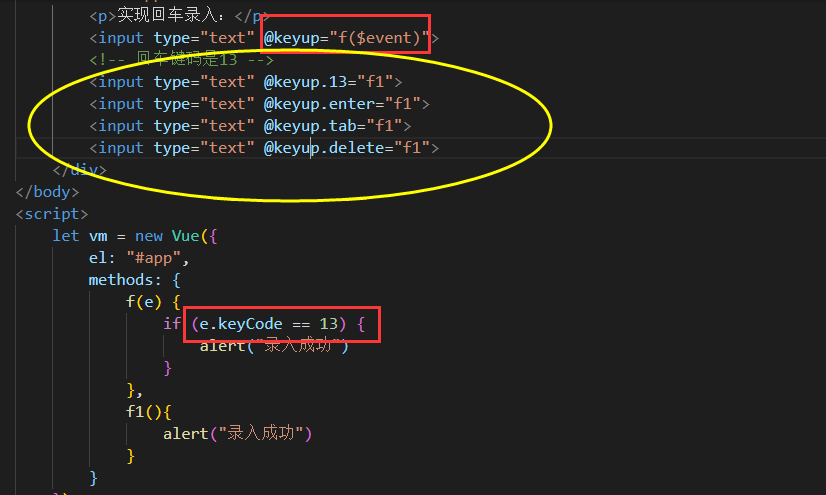 <p>实现回车录入：</p>
<input type="text" @keyup="f($event)">
<!-- 回车键码是13 -->
<input type="text" @keyup.13="f1">
<input type="text" @keyup.enter="f1">
<input type="text" @keyup.tab="f1">
<input type="text" @keyup.delete="f1">
</div>
</body>
<script>
let vm = new Vue({
el: "#app",
methods: {
f(e) {
if (e.keyCode == 13) {
alert("录入成功")
}
},
f1(){
alert("录入成功")
}
}